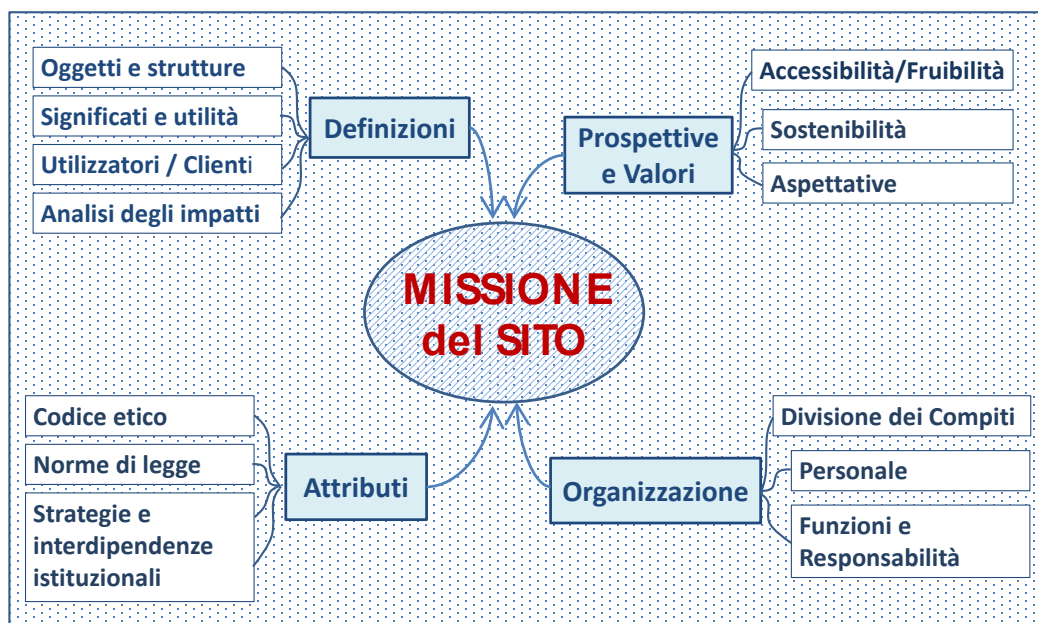 Oggetti e strutture
Significati e utilità
Utilizzatori / Clienti
Analisi degli impatti
Definizioni
Prospettive
e Valori
Accessibilità/Fruibilità
Sostenibilità
Aspettative
MISSIONE
del SITO
Codice etico
Norme di legge
Strategie e
interdipendenze
istituzionali
Attributi
Organizzazione
Divisione dei Compiti
Personale
Funzioni e
Responsabilità